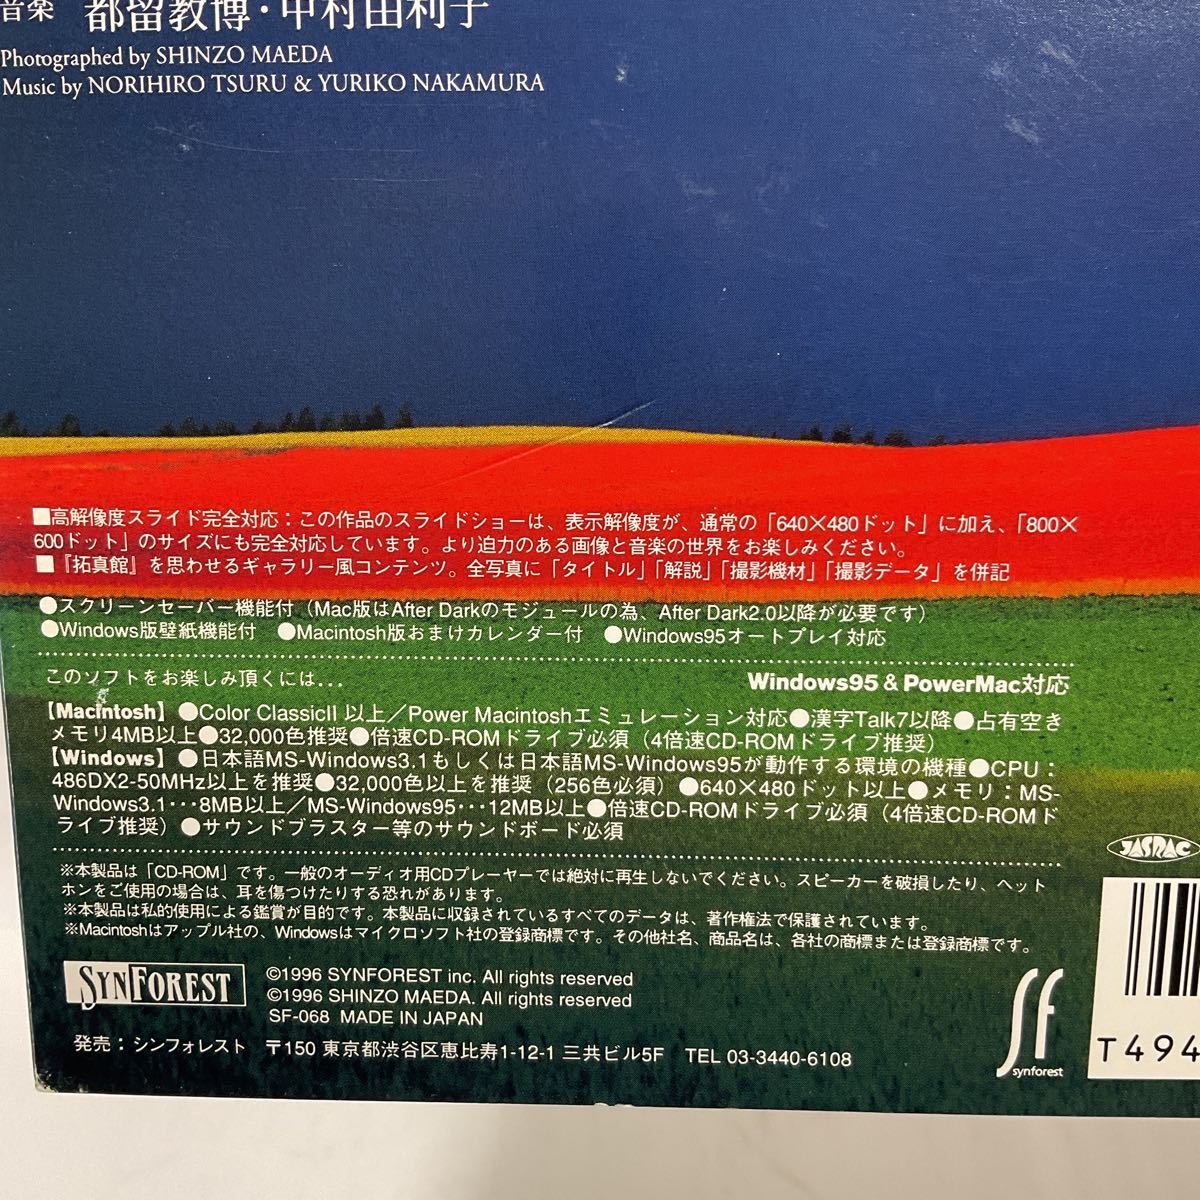 音楽 都留教博・中村由利子
Photographed by SHINZO MAEDA
Music by NORIHIRO TSURU & YURIKO NAKAMURA
■高解像度スライド完全対応：この作品のスライドショーは、表示解像度が、通常の「640×480ドット」に加え、「800×
600ドット」のサイズにも完全対応しています。より迫力のある画像と音楽の世界をお楽しみください。
■『拓真館』を思わせるギャラリー風コンテンツ。全写真に「タイトル」「解説」「撮影機材」「撮影データ」を併記
●スクリーンセーバー機能付（Mac版はAfter Darkのモジュールの為、After Dark2.0以降が必要です）
●Windows版壁紙機能付 ●Macintosh版おまけカレンダー付 ●Windows95オートプレイ対応
このソフトをお楽しみ頂くには... Windows95 & PowerMac対応
【Macintosh】●Color ClassicII 以上／Power Macintoshエミュレーション対応●漢字Talk7以降●占有空き
メモリ4MB以上●32,000色推奨●倍速CD-ROMドライブ必須（4倍速CD-ROMドライブ推奨）
【Windows】●日本語MS-Windows3.1もしくは日本語MS-Windows95が動作する環境の機種●CPU：
486DX2-50MHz以上を推奨●32,000色以上を推奨（256色必須）●640×480ドット以上●メモリ：MS-
Windows3.1･･･8MB以上／MS-Windows95･･･12MB以上●倍速CD-ROMドライブ必須（4倍速CD-ROMド
ライブ推奨）●サウンドブラスター等のサウンドボード必須
※本製品は「CD-ROM」です。一般のオーディオ用CDプレーヤーでは絶対に再生しないでください。スピーカーを破損したり、ヘット
ホンをご使用の場合は、耳を傷つけたりする恐れがあります。
※本製品は私的使用による鑑賞が目的です。本製品に収録されているすべてのデータは、著作権法で保護されています。
※Macintoshはアップル社の、Windowsはマイクロソフト社の登録商標です。その他社名、商品名は、各社の商標または登録商標です。
JASRAC
SYNFOREST
©1996 SYNFOREST inc. All rights reserved
©1996 SHINZO MAEDA. All rights reserved
SF-068 MADE IN JAPAN
発売：シンフォレスト 〒150 東京都渋谷区恵比寿1-12-1 三共ビル5F TEL 03-3440-6108
sf
synforest
T494